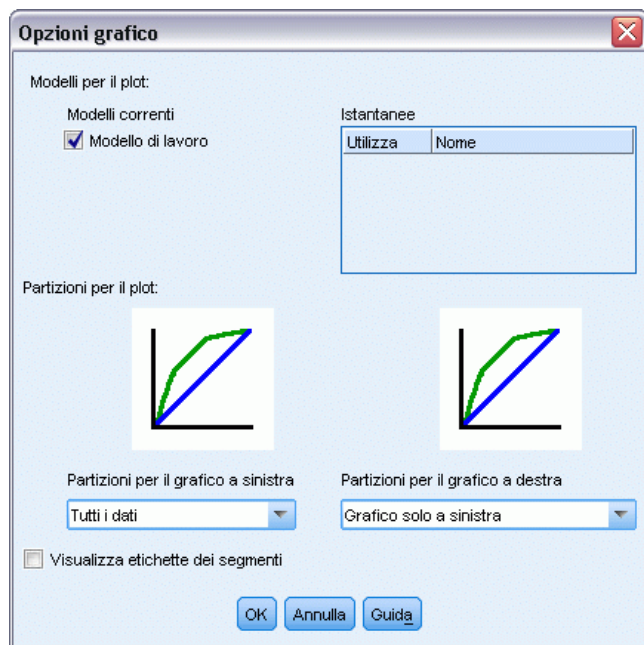 Opzioni grafico
Modelli per il plot:
Modelli correnti
Modello di lavoro
Istantanee
Utilizza Nome
Partizioni per il plot:
Partizioni per il grafico a sinistra
Tutti i dati
Partizioni per il grafico a destra
Grafico solo a sinistra
Visualizza etichette dei segmenti
OK Annulla Guida